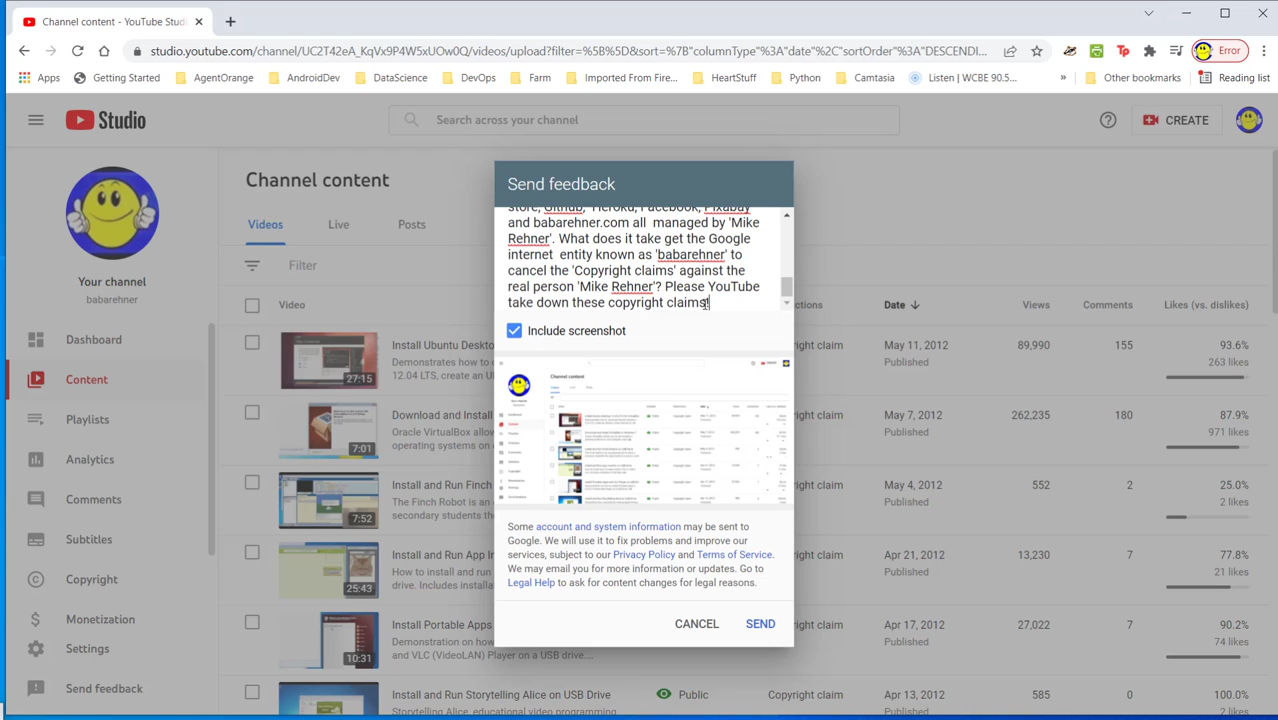 Channel content - YouTube Studi
studio.youtube.com/channel/UC2T42eA_KqVx9P4W5xUOw0Q/videos/upload?filter=%5B%5D&sort=%7B"columnType"%3A"date"%2C"sortOrder"%3A"DESCENDI...
Error
Apps Getting Started AgentOrange AndroidDev DataScience DevOps Farm Imported From Fire... HeartStuff Python Camtasia Listen | WCBE 90.5... » Other bookmarks Reading list
Studio
Search across your channel
CREATE
Your channel
babarehner
Dashboard
Content
Playlists
Analytics
Comments
Subtitles
Copyright
Monetization
Settings
Send feedback
Channel content
Videos Live Posts
Filter
Video
Date Views Comments Likes (vs. dislikes)
Install Ubuntu Deskto
Demonstrates how to
12.04 LTS, create an U
27:15
May 11, 2012
Published
89,990
155
93.6%
263 likes
Download and Install
Oracle VirtualBox allow
operating systems on
7:01
May 7, 2012
Published
262,235
180
87.9%
971 likes
Install and Run Finch
The Finch Robot is an
secondary students th
7:52
May 4, 2012
Published
552
2
25.0%
2 likes
Install and Run App In
How to install and run
drive. Includes installa
25:43
Apr 21, 2012
Published
13,230
7
77.8%
21 likes
Install Portable Apps
Demonstration on how
and VLC (VideoLAN) Player on a USB drive....
10:31
Apr 17, 2012
Published
27,022
7
90.2%
74 likes
Install and Run Storytelling Alice on USB Drive
Storytelling Alice, educational video programming
Public
Copyright claim
Apr 13, 2012
Published
585
0
100.0%
2 likes
Send feedback
store, Github, Heroku, Facebook, Pixabay
and babarehner.com all managed by 'Mike
Rehner'. What does it take get the Google
internet entity known as 'babarehner' to
cancel the 'Copyright claims' against the
real person 'Mike Rehner'? Please YouTube
take down these copyright claims
Include screenshot
Some account and system information may be sent to
Google. We will use it to fix problems and improve our
services, subject to our Privacy Policy and Terms of Service.
We may email you for more information or updates. Go to
Legal Help to ask for content changes for legal reasons.
CANCEL SEND